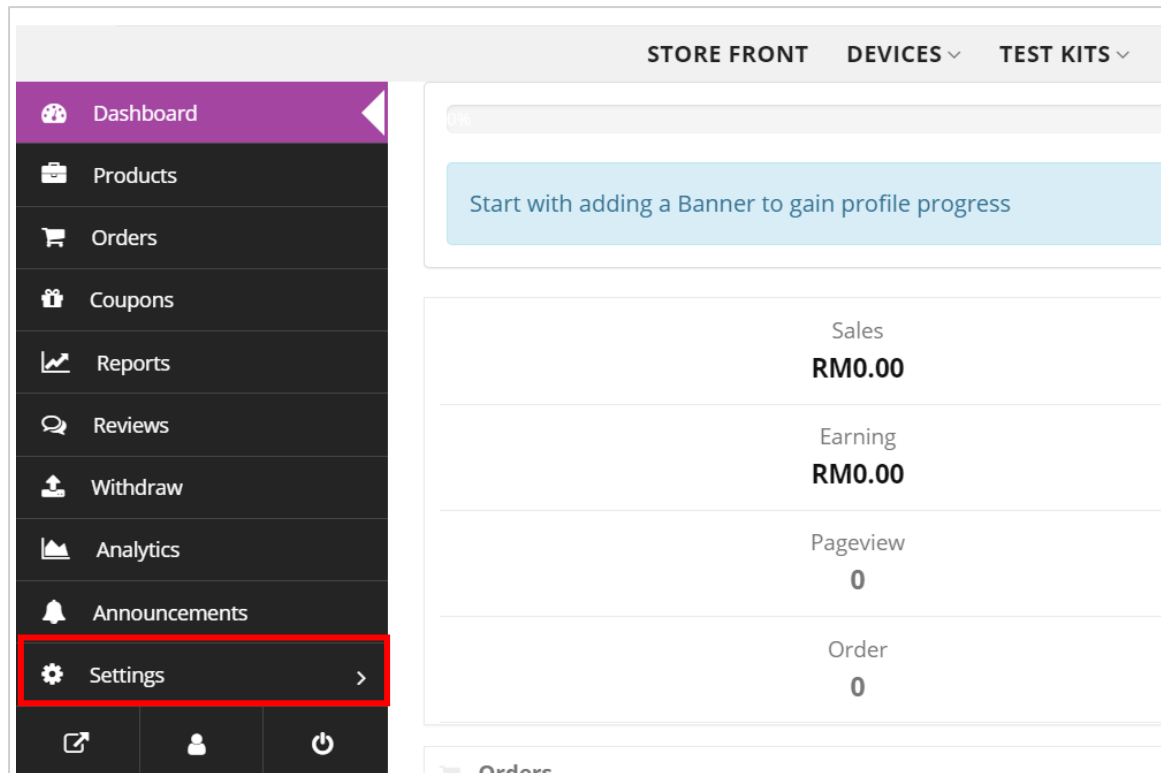 STORE FRONT DEVICES TEST KITS
Dashboard
Products
Orders
Coupons
Reports
Reviews
Withdraw
Analytics
Announcements
Settings
0%
Start with adding a Banner to gain profile progress
Sales
RM0.00
Earning
RM0.00
Pageview
0
Order
0
Orders